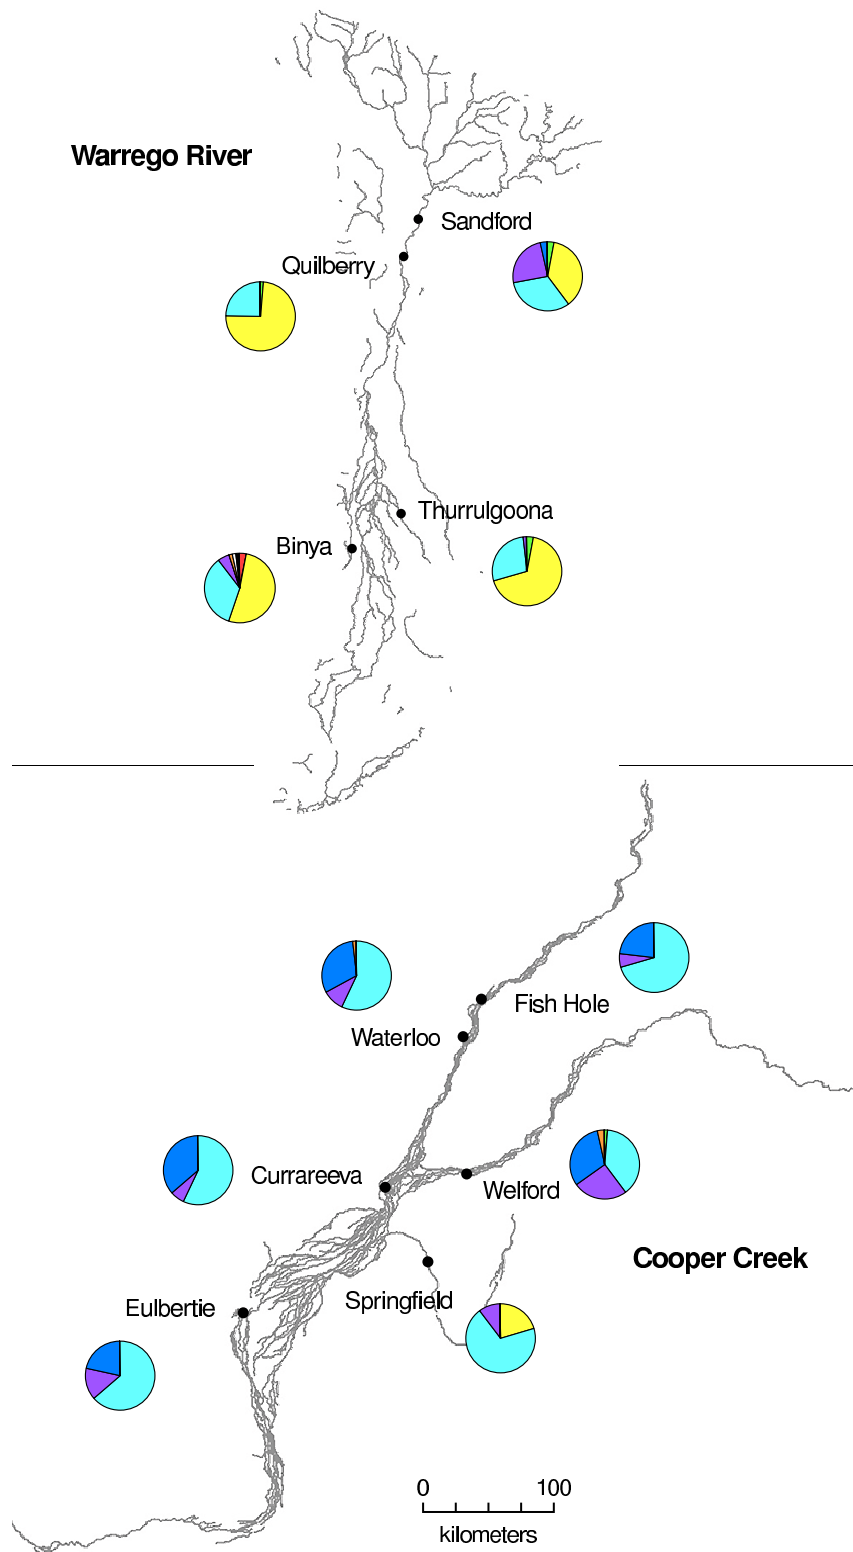 Warrego River
Sandford
Quilberry
Thurrulgoona
Binya
Fish Hole
Waterloo
Currareeva
Welford
Cooper Creek
Springfield
Eulbertie
0 100
kilometers